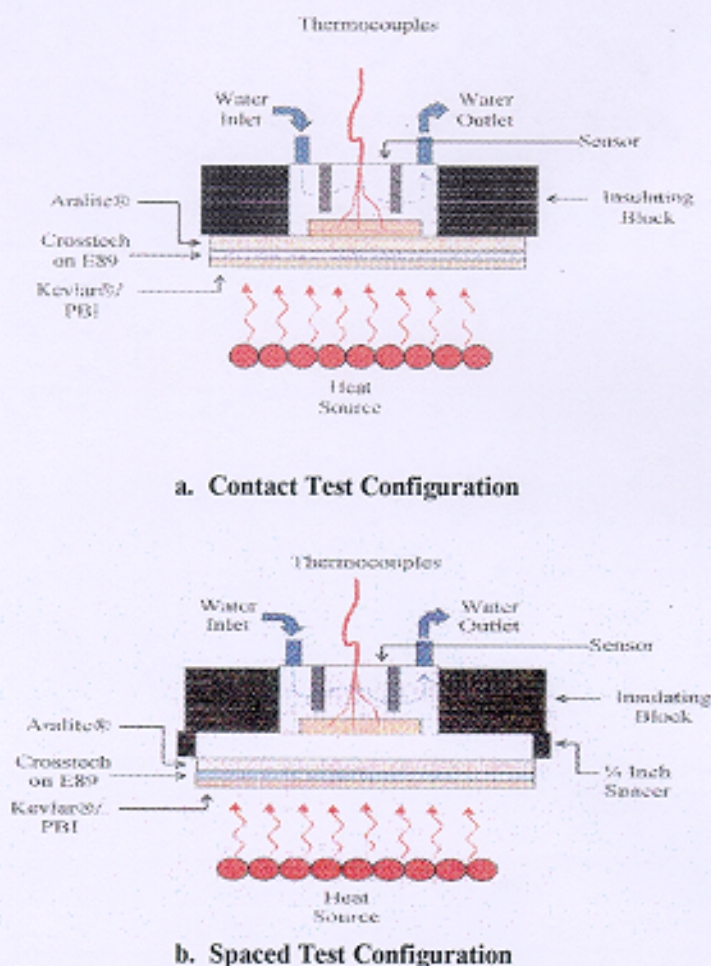 Thermocouples
Water
Inlet
Water
Outlet
Sensor
Aralite®
Insulating
Block
Crosstech
on E89
Kevlar®/
PBI
Heat
Source
a. Contact Test Configuration
Thermocouples
Water
Inlet
Water
Outlet
Sensor
Insulating
Block
Aralite®
Crosstech
on E89
¼ Inch
Spacer
Kevlar®/
PBI
Heat
Source
b. Spaced Test Configuration